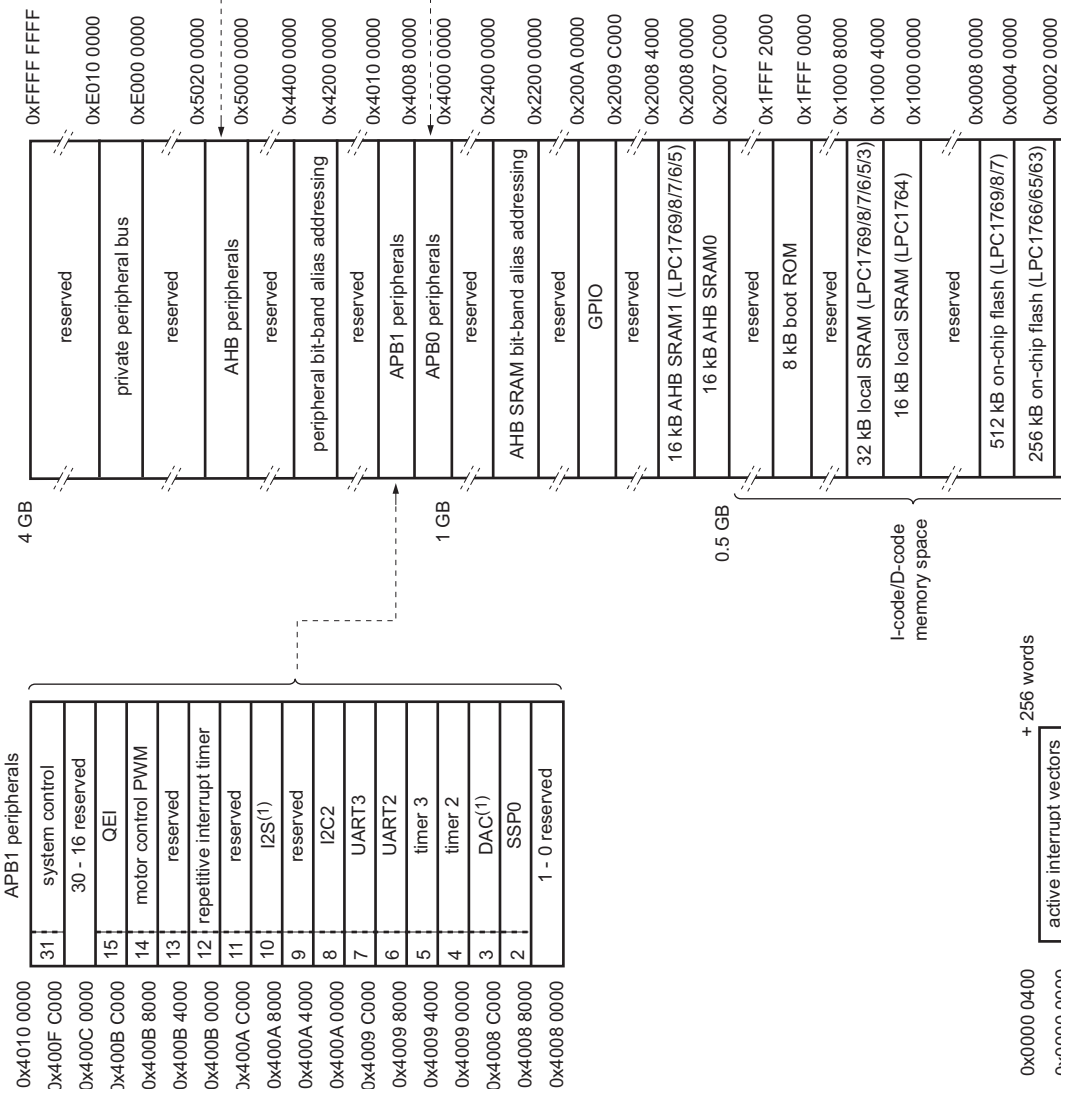 APB1 peripherals
0x4010 0000
31 system control
0x400F C000
30 - 16 reserved
0x400C 0000
15 QEI
0x400B C000
14 motor control PWM
0x400B 8000
13 reserved
0x400B 4000
12 repetitive interrupt timer
0x400B 0000
11 reserved
0x400A C000
10 I2S(1)
0x400A 8000
9 reserved
0x400A 4000
8 I2C2
0x400A 0000
7 UART3
0x4009 C000
6 UART2
0x4009 8000
5 timer 3
0x4009 4000
4 timer 2
0x4009 0000
3 DAC(1)
0x4008 C000
2 SSP0
0x4008 8000
1 - 0 reserved
0x4008 0000
4 GB
0xFFFF FFFF
reserved
0xE010 0000
private peripheral bus
0xE000 0000
reserved
0x5020 0000
AHB peripherals
0x5000 0000
reserved
0x4400 0000
peripheral bit-band alias addressing
0x4200 0000
reserved
0x4010 0000
APB1 peripherals
0x4008 0000
APB0 peripherals
1 GB
0x4000 0000
reserved
0x2400 0000
AHB SRAM bit-band alias addressing
0x2200 0000
reserved
0x200A 0000
GPIO
0x2009 C000
reserved
0x2008 4000
16 kB AHB SRAM1 (LPC1769/8/7/6/5)
0x2008 0000
16 kB AHB SRAM0
0x2007 C000
0.5 GB
reserved
0x1FFF 2000
8 kB boot ROM
0x1FFF 0000
reserved
0x1000 8000
32 kB local SRAM (LPC1769/8/7/6/5/3)
0x1000 4000
16 kB local SRAM (LPC1764)
0x1000 0000
reserved
0x0008 0000
512 kB on-chip flash (LPC1769/8/7)
0x0004 0000
256 kB on-chip flash (LPC1766/65/63)
0x0002 0000
I-code/D-code
memory space
0x0000 0400
+ 256 words
active interrupt vectors